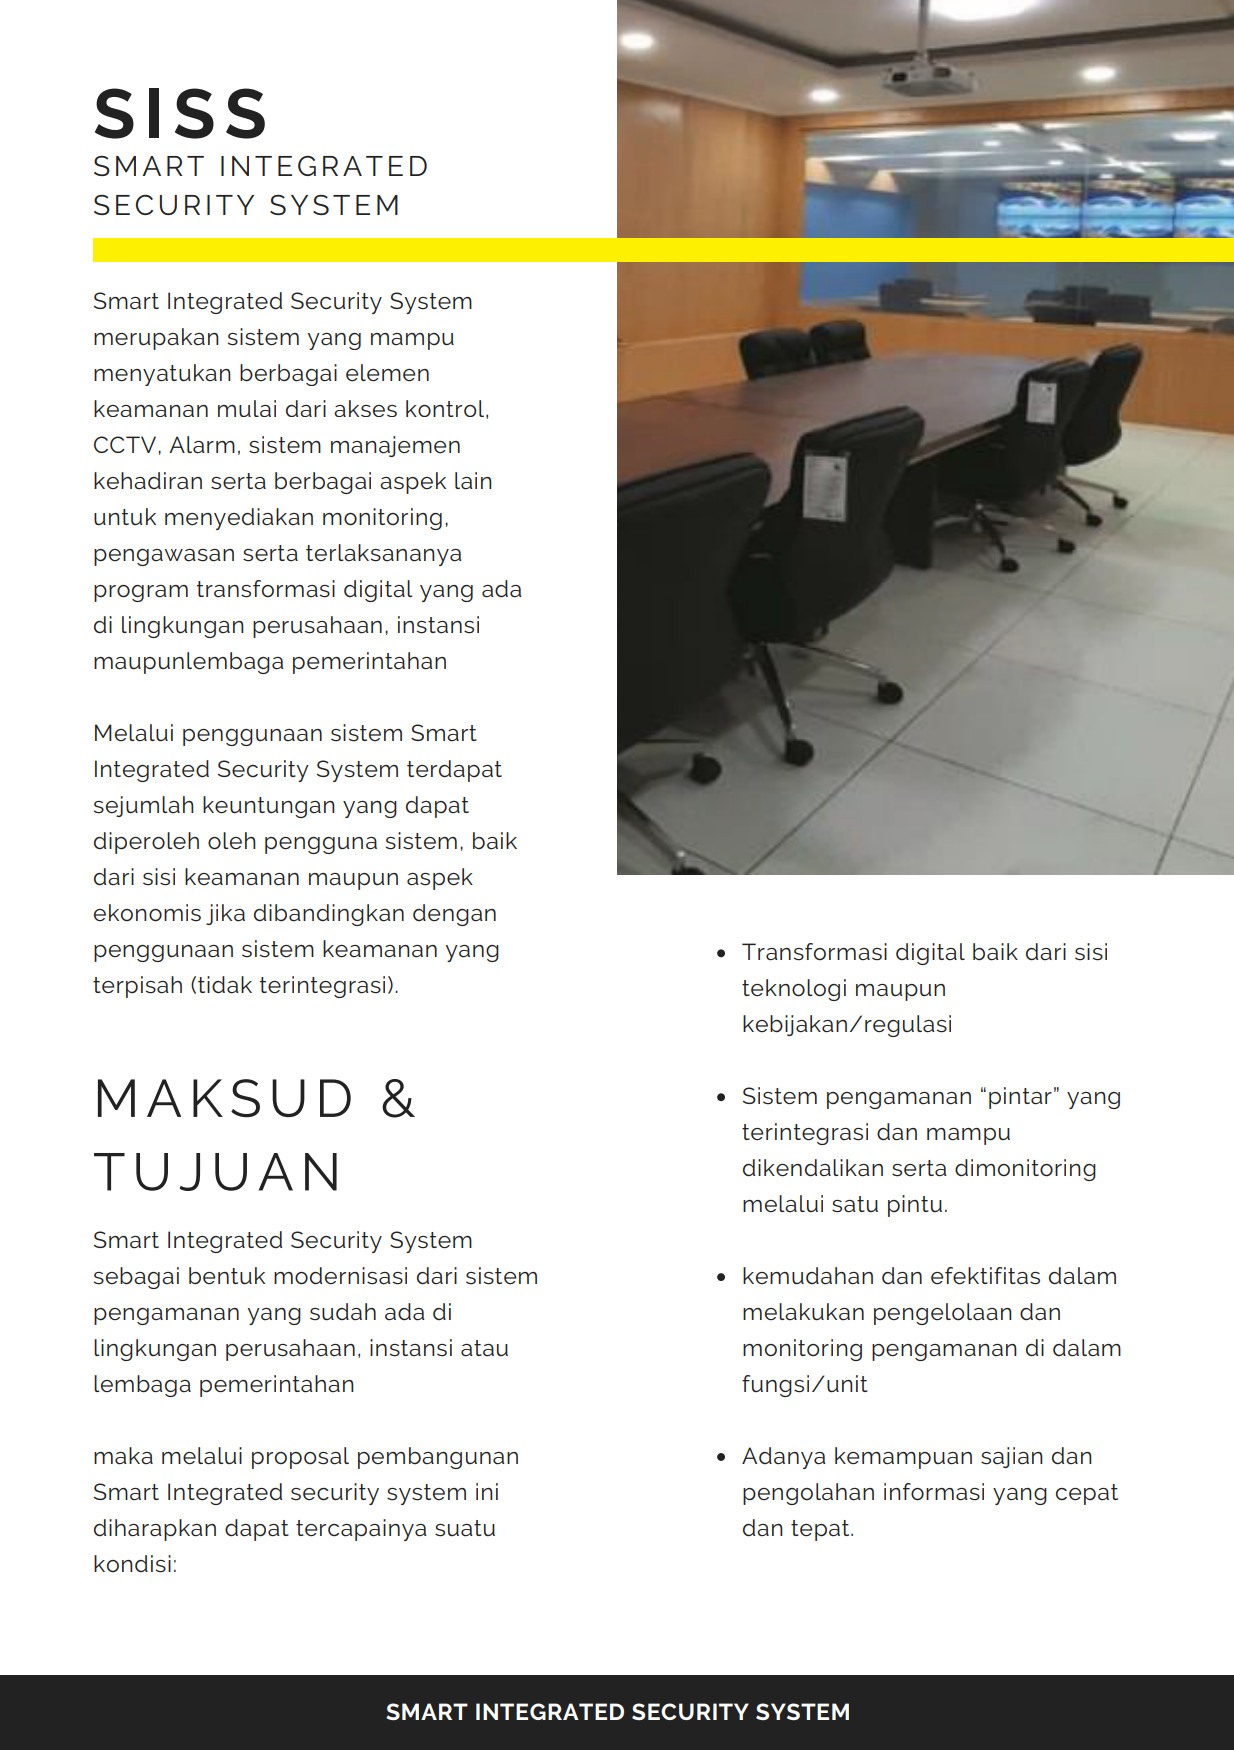 SISS
SMART INTEGRATED
SECURITY SYSTEM
Smart Integrated Security System
merupakan sistem yang mampu
menyatukan berbagai elemen
keamanan mulai dari akses kontrol,
CCTV, Alarm, sistem manajemen
kehadiran serta berbagai aspek lain
untuk menyediakan monitoring,
pengawasan serta terlaksananya
program transformasi digital yang ada
di lingkungan perusahaan, instansi
maupunlembaga pemerintahan
Melalui penggunaan sistem Smart
Integrated Security System terdapat
sejumlah keuntungan yang dapat
diperoleh oleh pengguna sistem, baik
dari sisi keamanan maupun aspek
ekonomis jika dibandingkan dengan
penggunaan sistem keamanan yang
terpisah (tidak terintegrasi).
MAKSUD &
TUJUAN
Smart Integrated Security System
sebagai bentuk modernisasi dari sistem
pengamanan yang sudah ada di
lingkungan perusahaan, instansi atau
lembaga pemerintahan
maka melalui proposal pembangunan
Smart Integrated security system ini
diharapkan dapat tercapainya suatu
kondisi:
• Transformasi digital baik dari sisi
teknologi maupun
kebijakan/regulasi
• Sistem pengamanan “pintar” yang
terintegrasi dan mampu
dikendalikan serta dimonitoring
melalui satu pintu.
• kemudahan dan efektifitas dalam
melakukan pengelolaan dan
monitoring pengamanan di dalam
fungsi/unit
• Adanya kemampuan sajian dan
pengolahan informasi yang cepat
dan tepat.
SMART INTEGRATED SECURITY SYSTEM